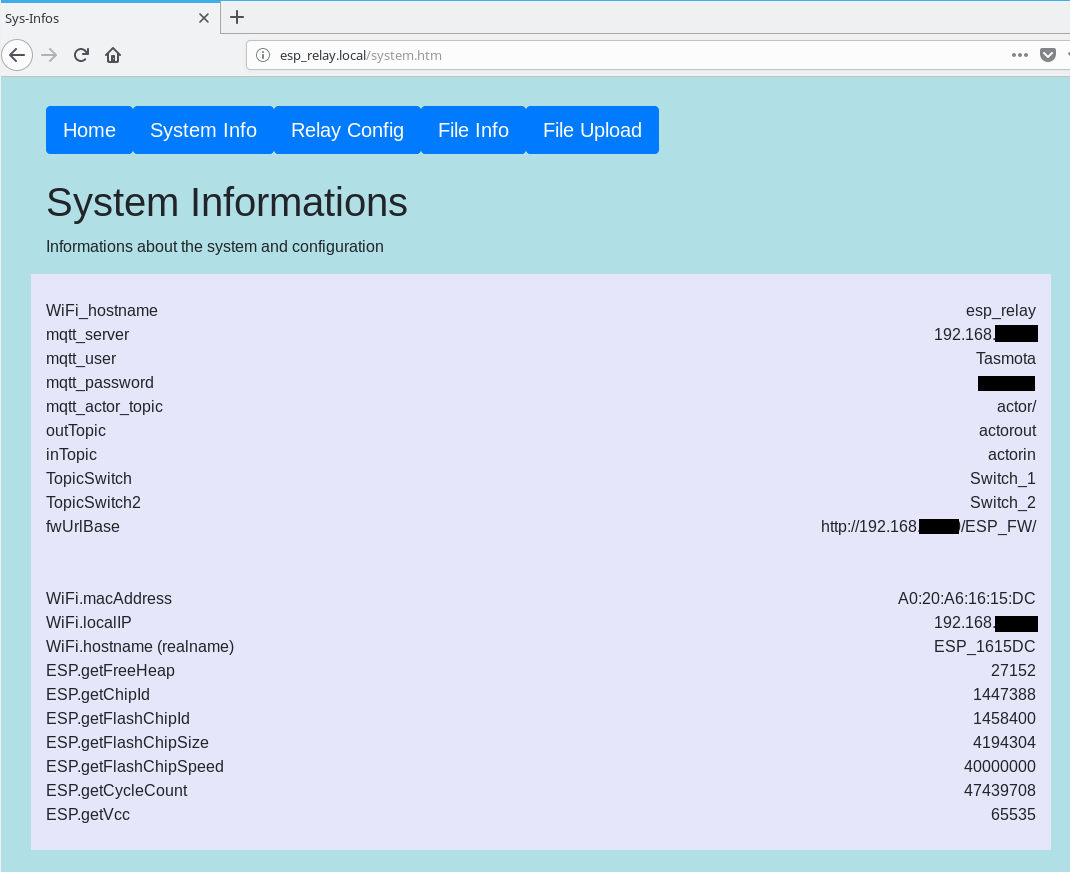 Sys-Infos
esp_relay.local/system.htm
Home System Info Relay Config File Info File Upload
System Informations
Informations about the system and configuration
WiFi_hostname esp_relay
mqtt_server 192.168.
mqtt_user Tasmota
mqtt_password
mqtt_actor_topic actor/
outTopic actorout
inTopic actorin
TopicSwitch Switch_1
TopicSwitch2 Switch_2
fwUrlBase http://192.168. /ESP_FW/
WiFi.macAddress A0:20:A6:16:15:DC
WiFi.localIP 192.168.
WiFi.hostname (realname) ESP_1615DC
ESP.getFreeHeap 27152
ESP.getChipId 1447388
ESP.getFlashChipId 1458400
ESP.getFlashChipSize 4194304
ESP.getFlashChipSpeed 40000000
ESP.getCycleCount 47439708
ESP.getVcc 65535